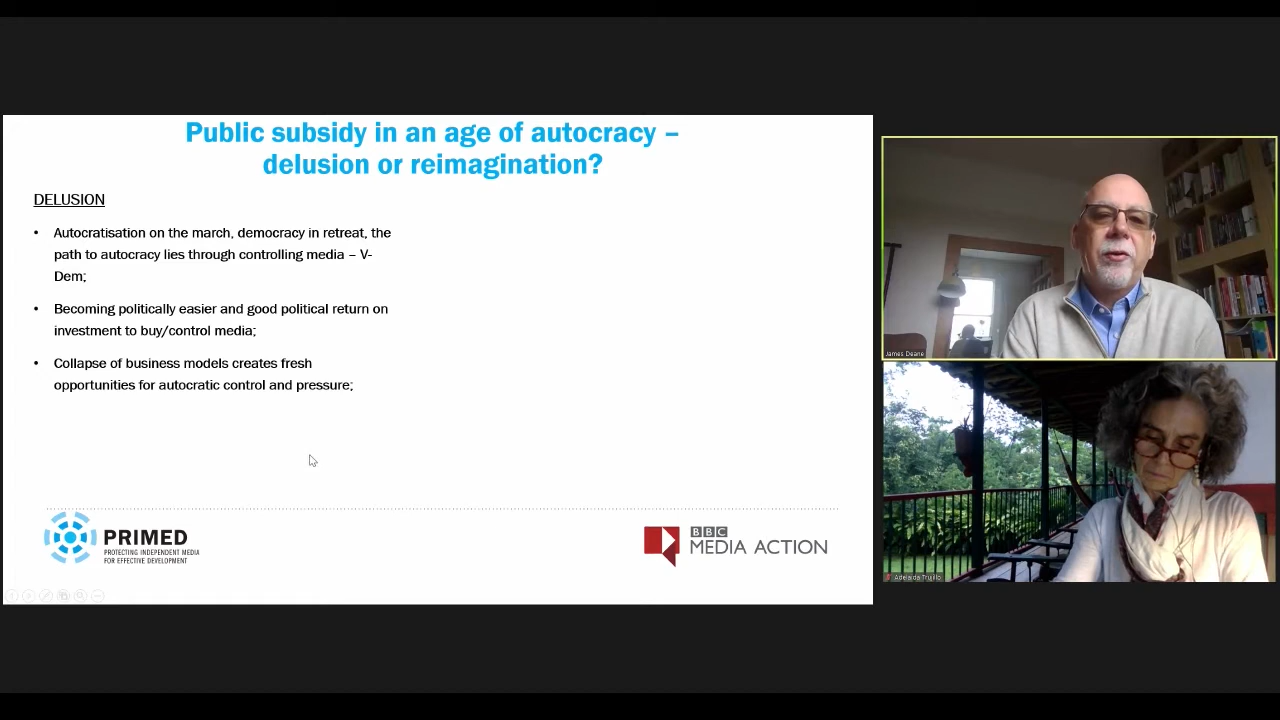 Public subsidy in an age of autocracy –
delusion or reimagination?
DELUSION
• Autocratisation on the march, democracy in retreat, the
path to autocracy lies through controlling media – V-
Dem;
• Becoming politically easier and good political return on
investment to buy/control media;
• Collapse of business models creates fresh
opportunities for autocratic control and pressure;
PRIMED
PROTECTING INDEPENDENT MEDIA
FOR EFFECTIVE DEVELOPMENT
BBC
MEDIA ACTION
James Deane
Adelaida Trujillo